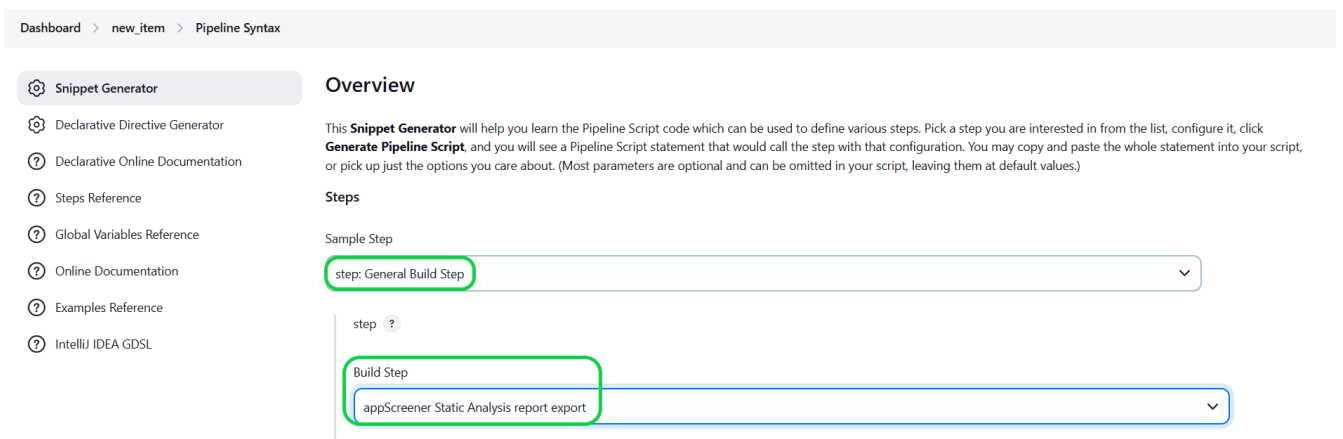 Dashboard > new_item > Pipeline Syntax
Snippet Generator
Declarative Directive Generator
Declarative Online Documentation
Steps Reference
Global Variables Reference
Online Documentation
Examples Reference
IntelliJ IDEA GDSL
Overview
This Snippet Generator will help you learn the Pipeline Script code which can be used to define various steps. Pick a step you are interested in from the list, configure it, click
Generate Pipeline Script, and you will see a Pipeline Script statement that would call the step with that configuration. You may copy and paste the whole statement into your script,
or pick up just the options you care about. (Most parameters are optional and can be omitted in your script, leaving them at default values.)
Steps
Sample Step
step: General Build Step
step ?
Build Step
appScreener Static Analysis report export